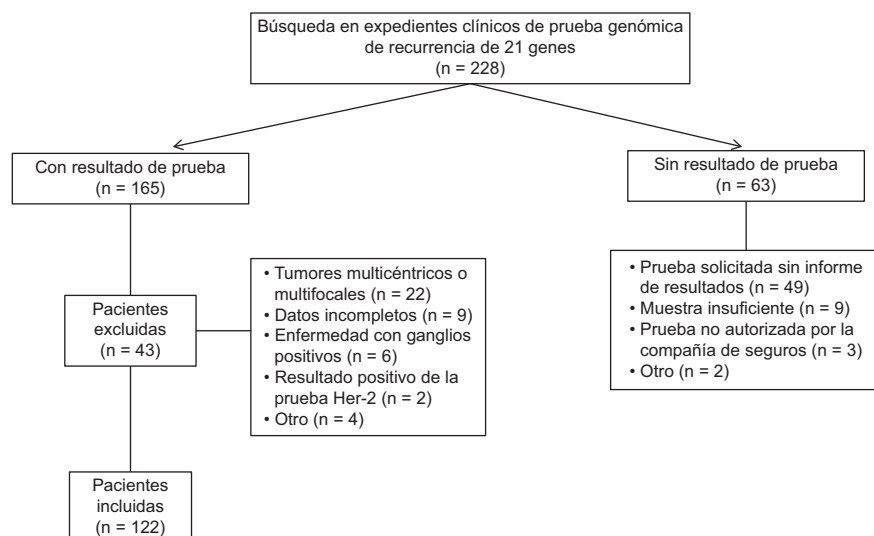 Búsqueda en expedientes clínicos de prueba genómica
de recurrencia de 21 genes
(n = 228)
Con resultado de prueba
(n = 165)
Sin resultado de prueba
(n = 63)
Pacientes
excluidas
(n = 43)
• Tumores multicéntricos o
multifocales (n = 22)
• Datos incompletos (n = 9)
• Enfermedad con ganglios
positivos (n = 6)
• Resultado positivo de la
prueba Her-2 (n = 2)
• Otro (n = 4)
• Prueba solicitada sin informe
de resultados (n = 49)
• Muestra insuficiente (n = 9)
• Prueba no autorizada por la
compañía de seguros (n = 3)
• Otro (n = 2)
Pacientes
incluidas
(n = 122)